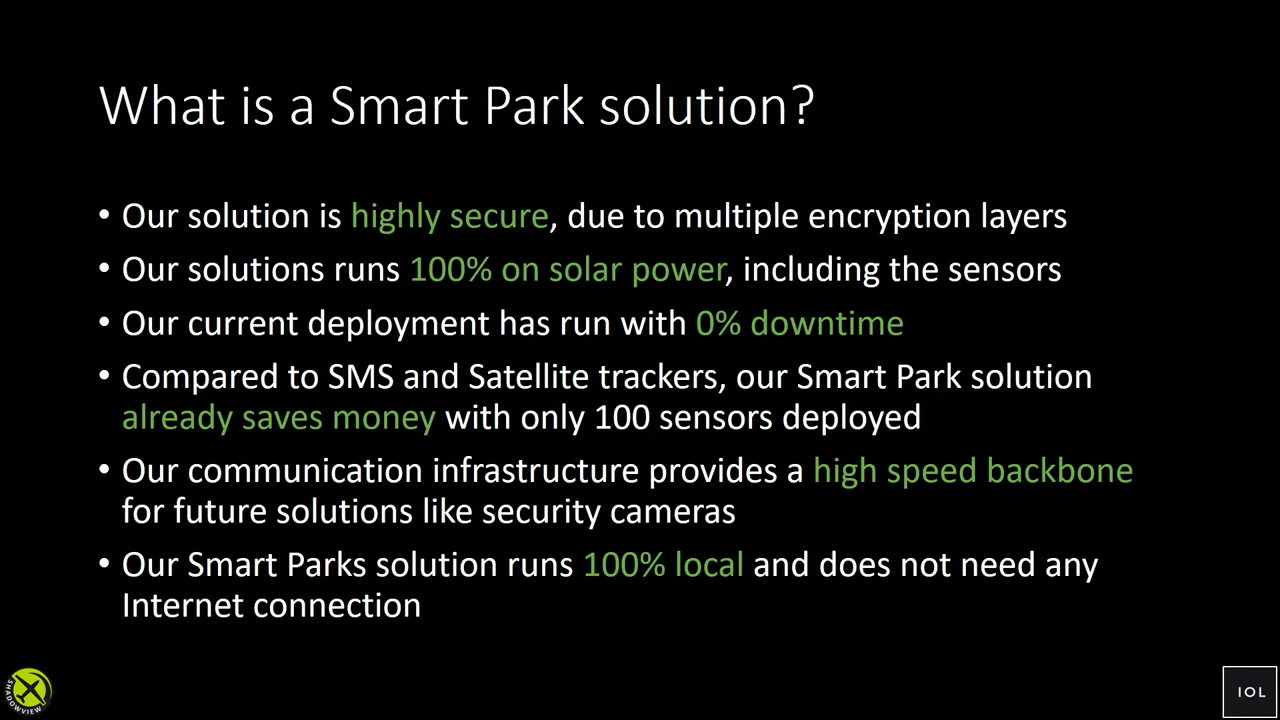 What is a Smart Park solution?
• Our solution is highly secure, due to multiple encryption layers
• Our solutions runs 100% on solar power, including the sensors
• Our current deployment has run with 0% downtime
• Compared to SMS and Satellite trackers, our Smart Park solution
already saves money with only 100 sensors deployed
• Our communication infrastructure provides a high speed backbone
for future solutions like security cameras
• Our Smart Parks solution runs 100% local and does not need any
Internet connection
SHADOWVIEW
IOL